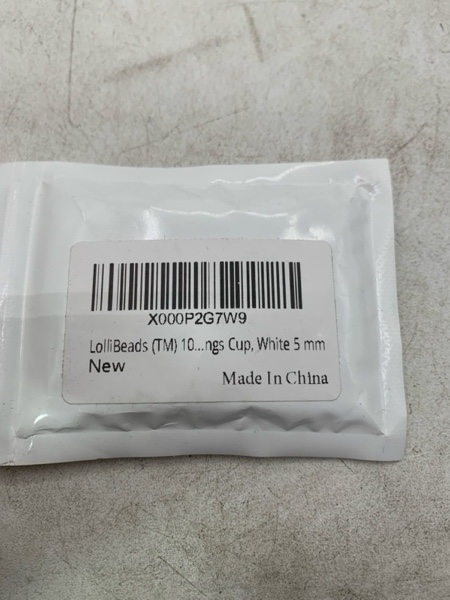 X000P2G7W9
LolliBeads (TM) 10...ngs Cup, White 5 mm
New
Made In China